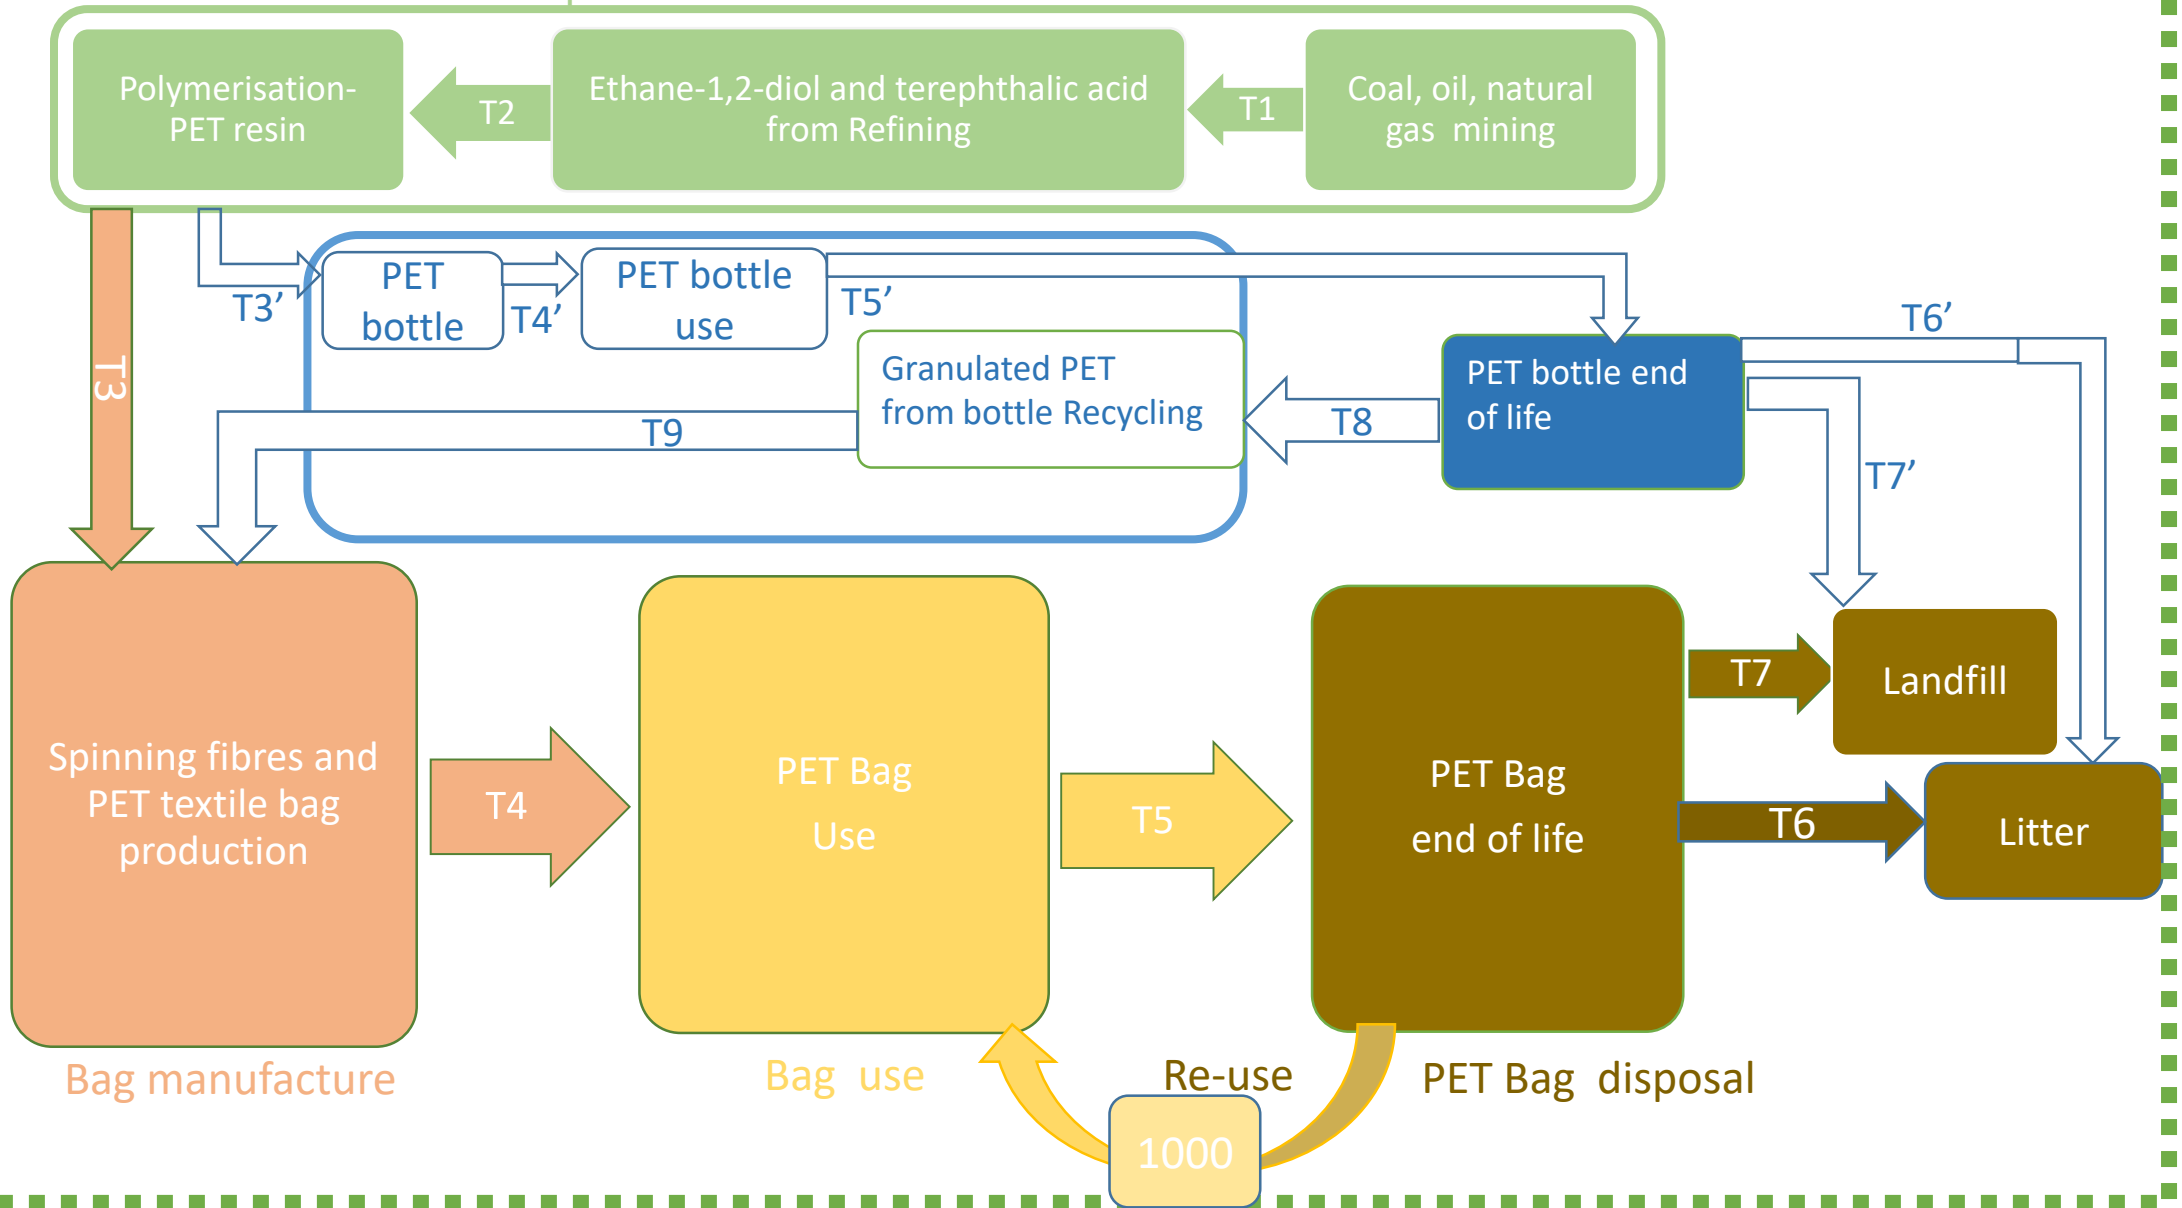 Polymerisation-
PET resin
T2
Ethane-1,2-diol and terephthalic acid
from Refining
T1
Coal, oil, natural
gas  mining
T3
T3’
PET
bottle
T4’
PET bottle
use
T5’
Granulated PET
from bottle Recycling
T8
PET bottle end
of life
T6’
T7’
T9
Spinning fibres and
PET textile bag
production
T4
PET Bag
Use
T5
PET Bag
end of life
T7
Landfill
T6
Litter
Bag manufacture
Bag  use
Re-use
PET Bag  disposal
1000